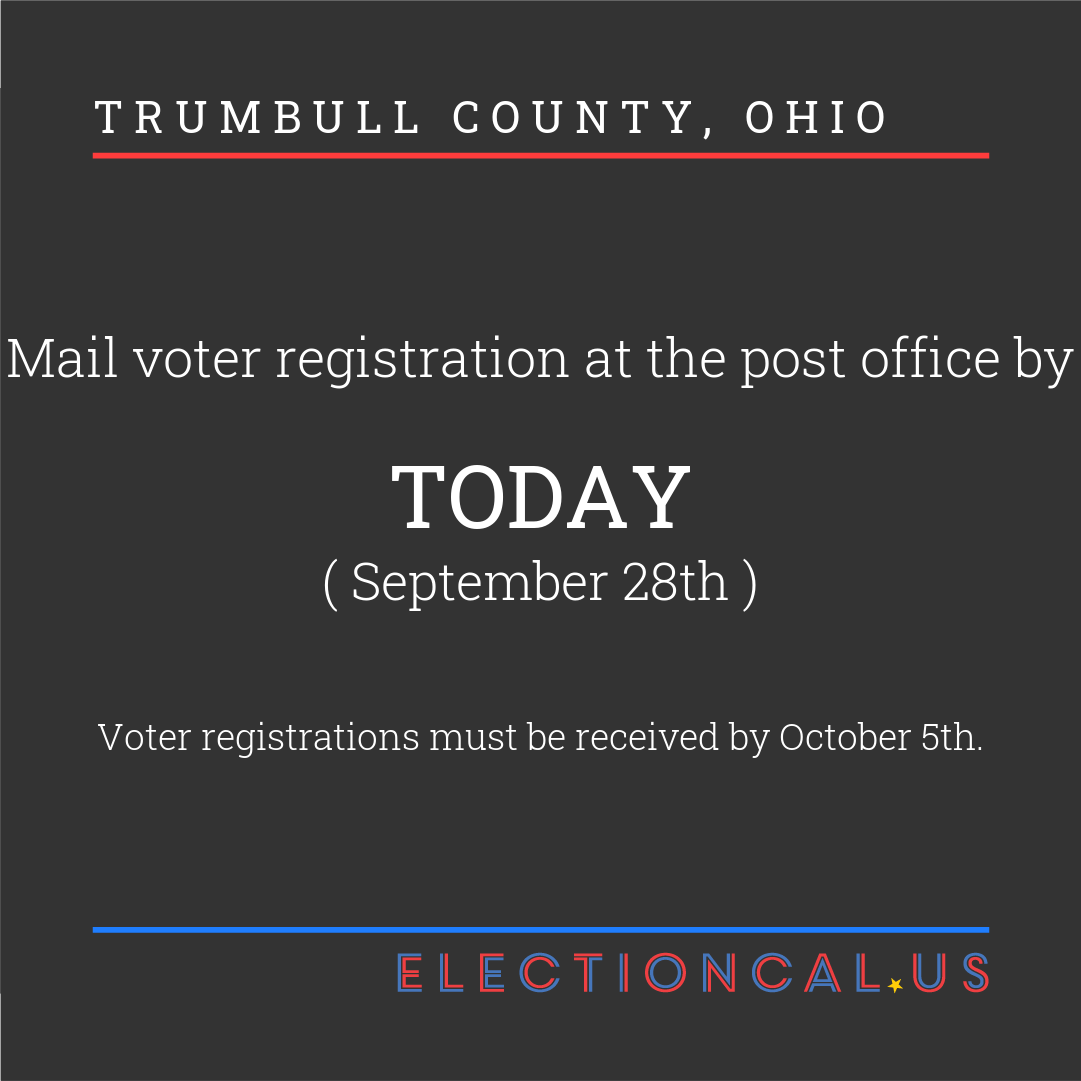 TRUMBULL COUNTY, OHIO
Mail voter registration at the post office by
TODAY
( September 28th )
Voter registrations must be received by October 5th.
ELECTIONCAL.US